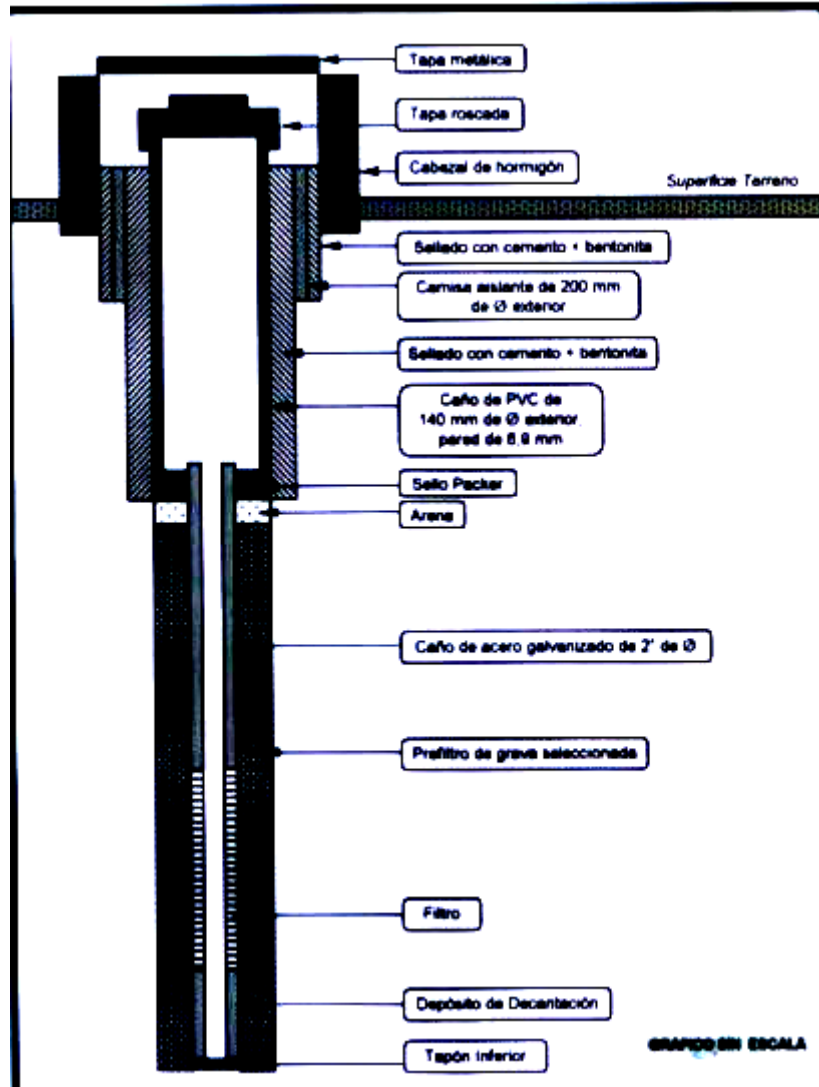 Tapa metálica
Tapa roscada
Cabezal de hormigón
Superficie Terreno
Sellado con cemento + bentonita
Camisa aislante de 200 mm
de Ø exterior
Sellado con cemento + bentonita
Caño de PVC de
140 mm de Ø exterior,
pared de 6,9 mm
Sello Packer
Arena
Caño de acero galvanizado de 2" de Ø
Prefiltro de grava seleccionada
Filtro
Depósito de Decantación
Tapón Inferior
GRAFICO SIN ESCALA